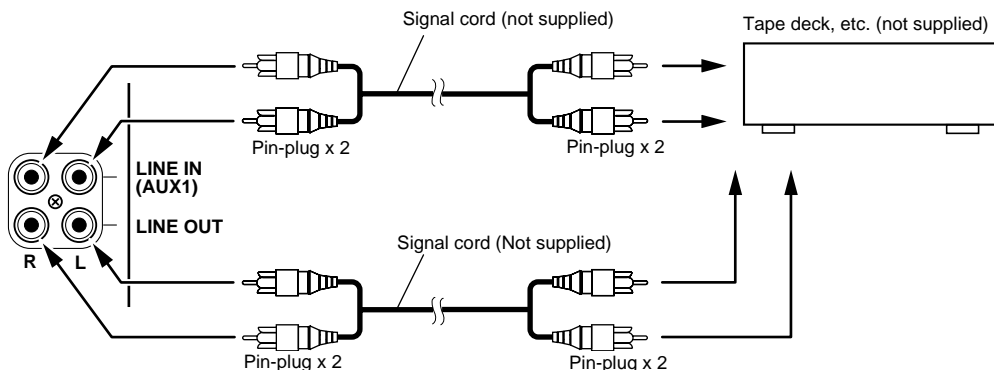 Signal cord (not supplied)
Tape deck, etc. (not supplied)
Pin-plug x 2
Pin-plug x 2
LINE IN
(AUX1)
LINE OUT
R
L
Signal cord (Not supplied)
Pin-plug x 2
Pin-plug x 2